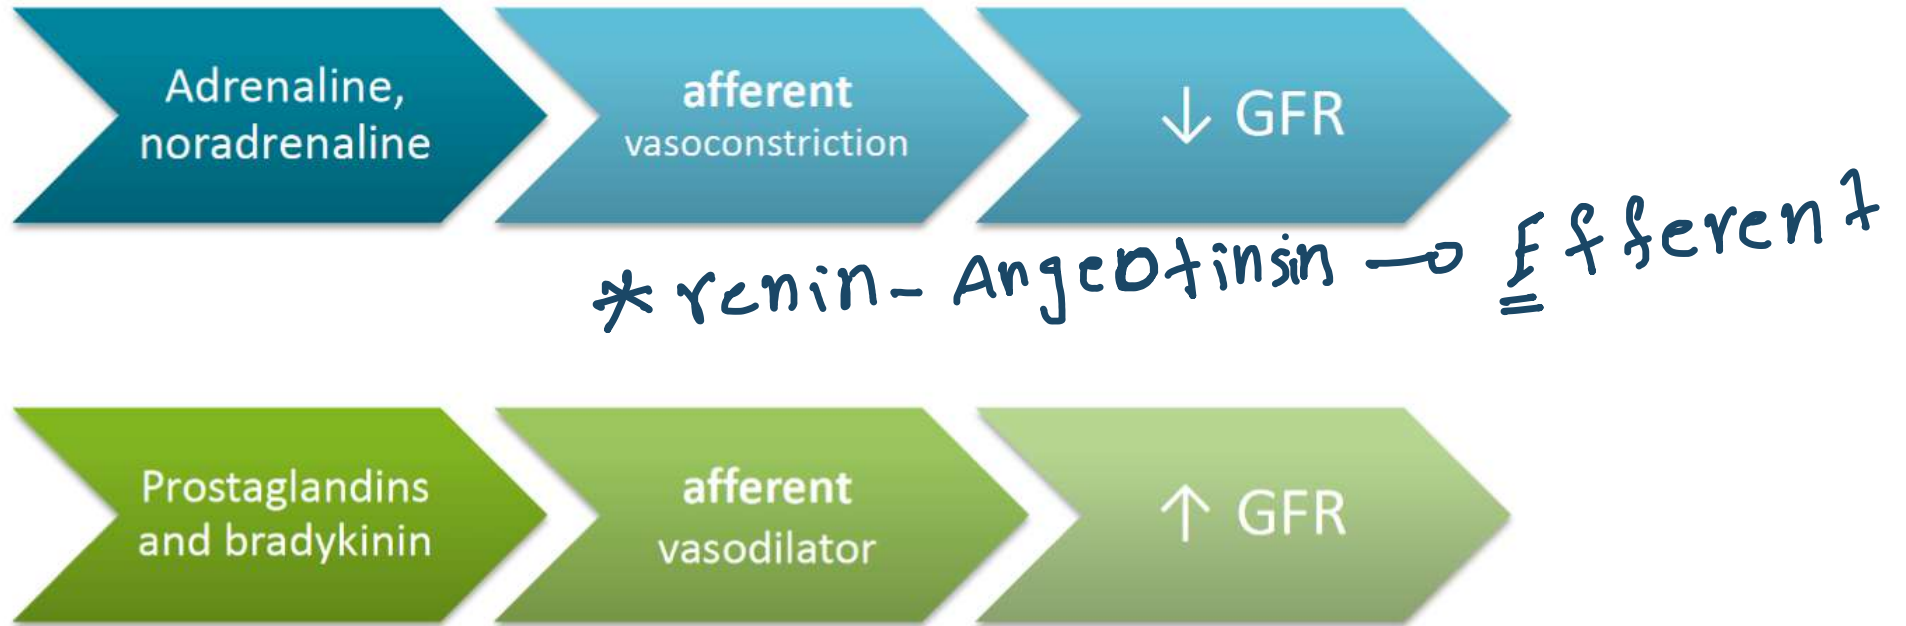 Adrenaline,
noradrenaline
afferent
vasoconstriction
↓ GFR
* renin- Angeotinsin → Efferent
Prostaglandins
and bradykinin
afferent
vasodilator
↑ GFR